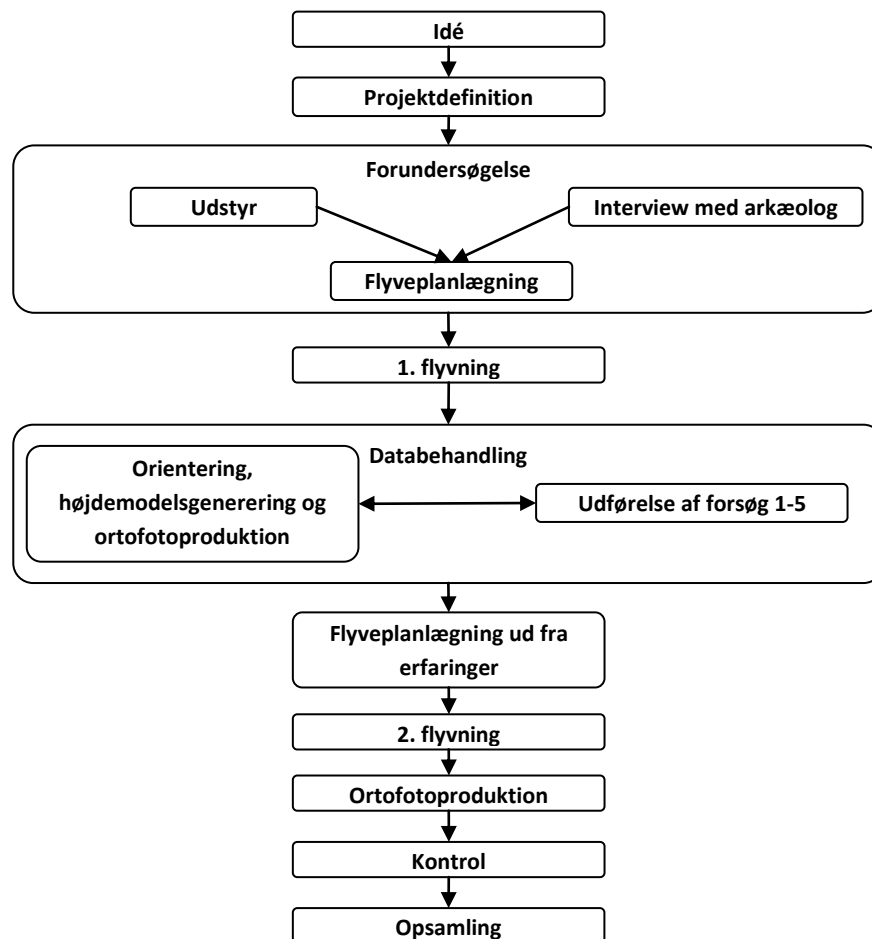 Idé
Projektdefinition
Forundersøgelse
Udstyr
Interview med arkæolog
Flyveplanlægning
1. flyvning
Databehandling
Orientering,
højdemodelsgenerering og
ortofotoproduktion
Udførelse af forsøg 1-5
Flyveplanlægning ud fra
erfaringer
2. flyvning
Ortofotoproduktion
Kontrol
Opsamling